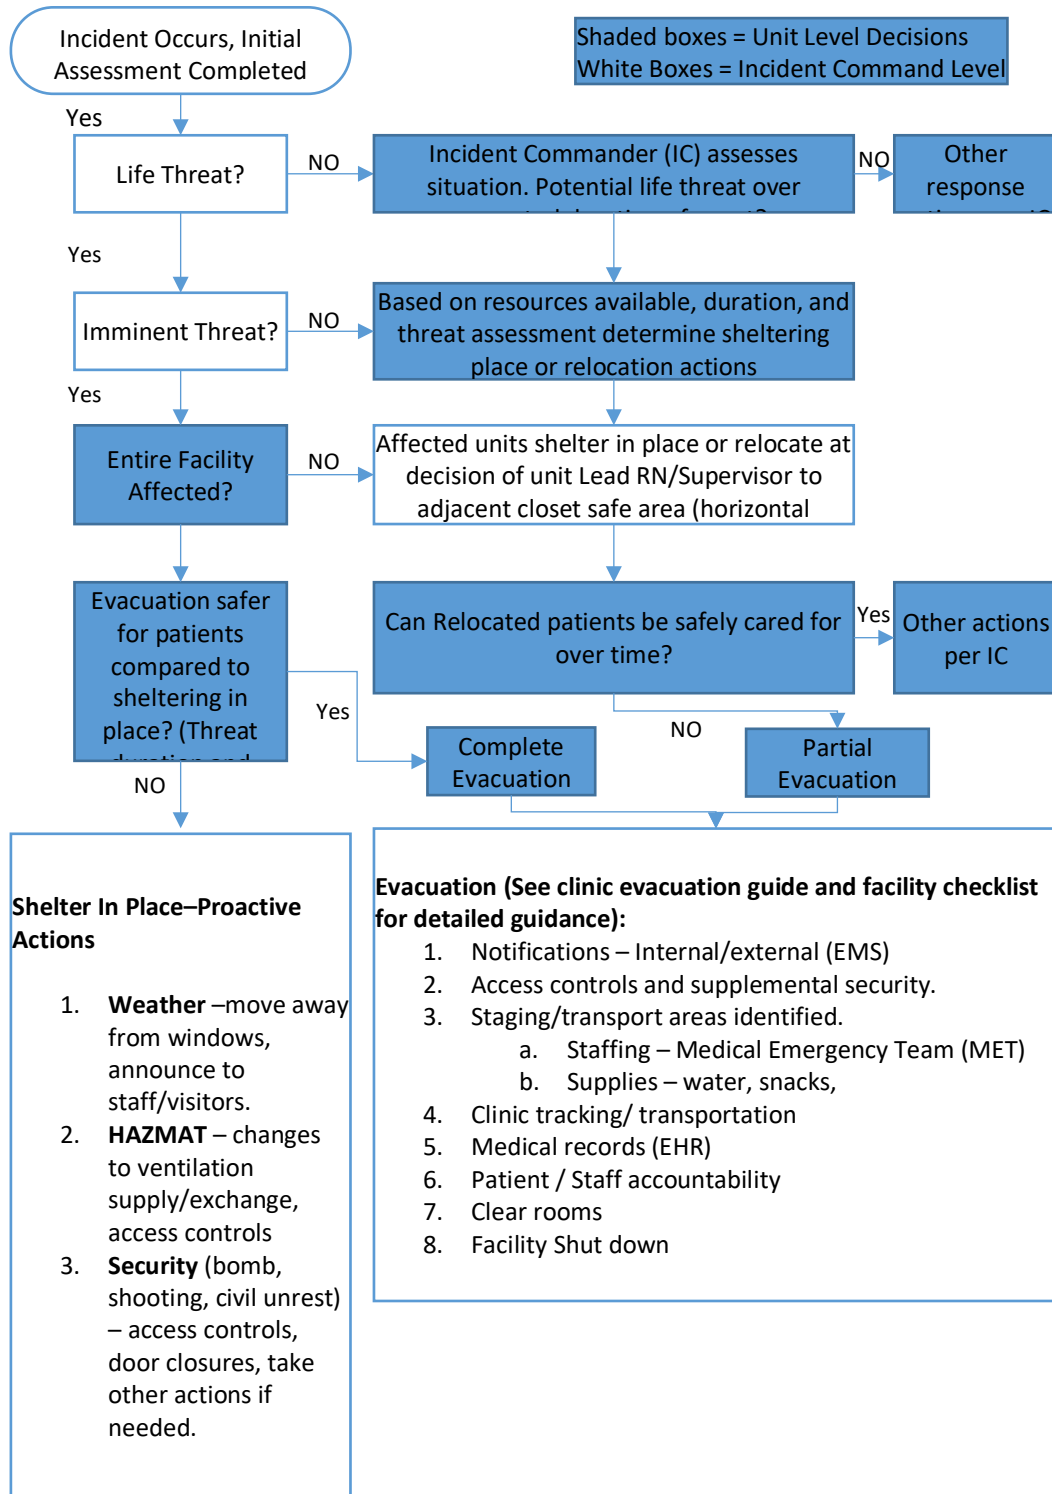 Incident Occurs, Initial
Assessment Completed
Shaded boxes = Unit Level Decisions
White Boxes = Incident Command Level
Yes
Life Threat?
NO
Incident Commander (IC) assesses
situation. Potential life threat over
NO
Other
response
Yes
Imminent Threat?
NO
Based on resources available, duration, and
threat assessment determine sheltering
place or relocation actions
Yes
Entire Facility
Affected?
NO
Affected units shelter in place or relocate at
decision of unit Lead RN/Supervisor to
adjacent closet safe area (horizontal
Evacuation safer
for patients
compared to
sheltering in
place? (Threat
duration and
Yes
NO
Can Relocated patients be safely cared for
over time?
Yes
Other actions
per IC
NO
Complete
Evacuation
Partial
Evacuation
Shelter In Place–Proactive
Actions
1. Weather –move away
from windows,
announce to
staff/visitors.
2. HAZMAT – changes
to ventilation
supply/exchange,
access controls
3. Security (bomb,
shooting, civil unrest)
– access controls,
door closures, take
other actions if
needed.
Evacuation (See clinic evacuation guide and facility checklist
for detailed guidance):
1. Notifications – Internal/external (EMS)
2. Access controls and supplemental security.
3. Staging/transport areas identified.
a. Staffing – Medical Emergency Team (MET)
b. Supplies – water, snacks,
4. Clinic tracking/ transportation
5. Medical records (EHR)
6. Patient / Staff accountability
7. Clear rooms
8. Facility Shut down